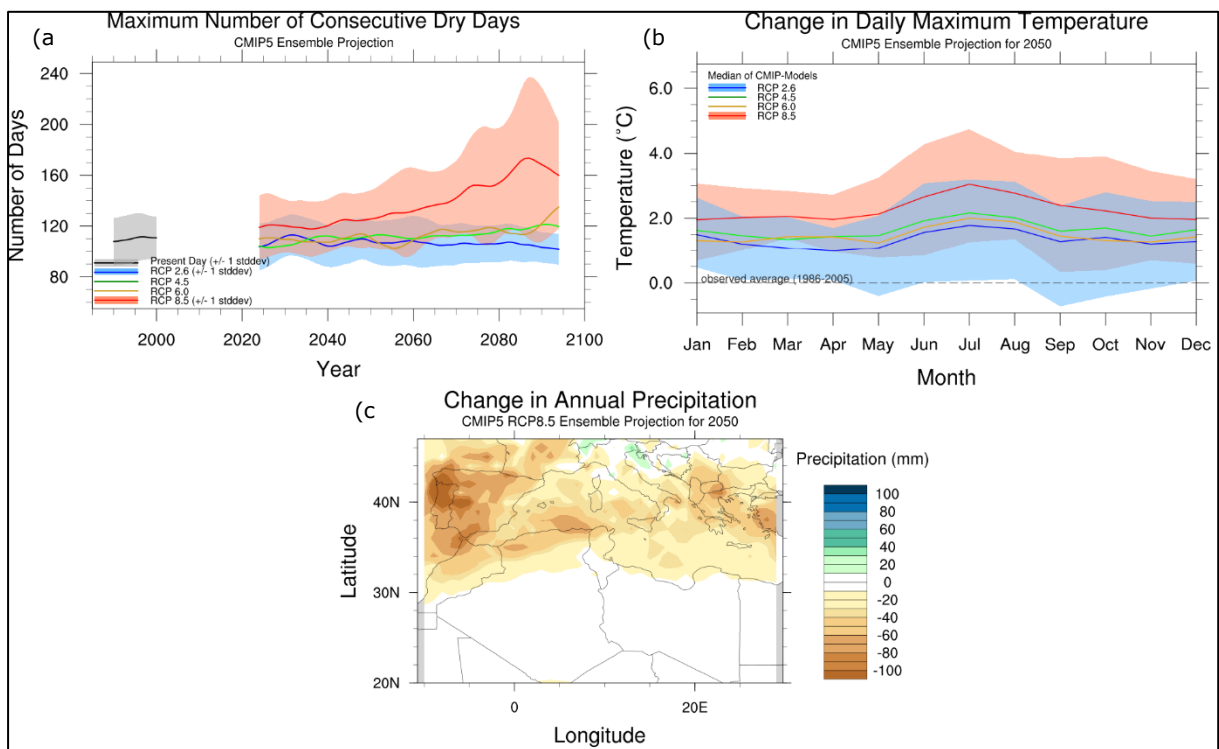 (a
Maximum Number of Consecutive Dry Days
CMIP5 Ensemble Projection
Number of Days
240
200
160
120
80
Present Day (+/- 1 stddev)
RCP 2.6 (+/- 1 stddev)
RCP 4.5
RCP 6.0
RCP 8.5 (+/- 1 stddev)
2000 2020 2040 2060 2080 2100
Year
(b
Change in Daily Maximum Temperature
CMIP5 Ensemble Projection for 2050
Temperature (°C)
6.0
4.0
2.0
0.0
Median of CMIP-Models
RCP 2.6
RCP 4.5
RCP 6.0
RCP 8.5
observed average (1986-2005)
Jan Feb Mar Apr May Jun Jul Aug Sep Oct Nov Dec
Month
(c
Change in Annual Precipitation
CMIP5 RCP8.5 Ensemble Projection for 2050
Latitude
40N
30N
20N
0 20E
Longitude
Precipitation (mm)
100
80
60
40
20
0
-20
-40
-60
-80
-100